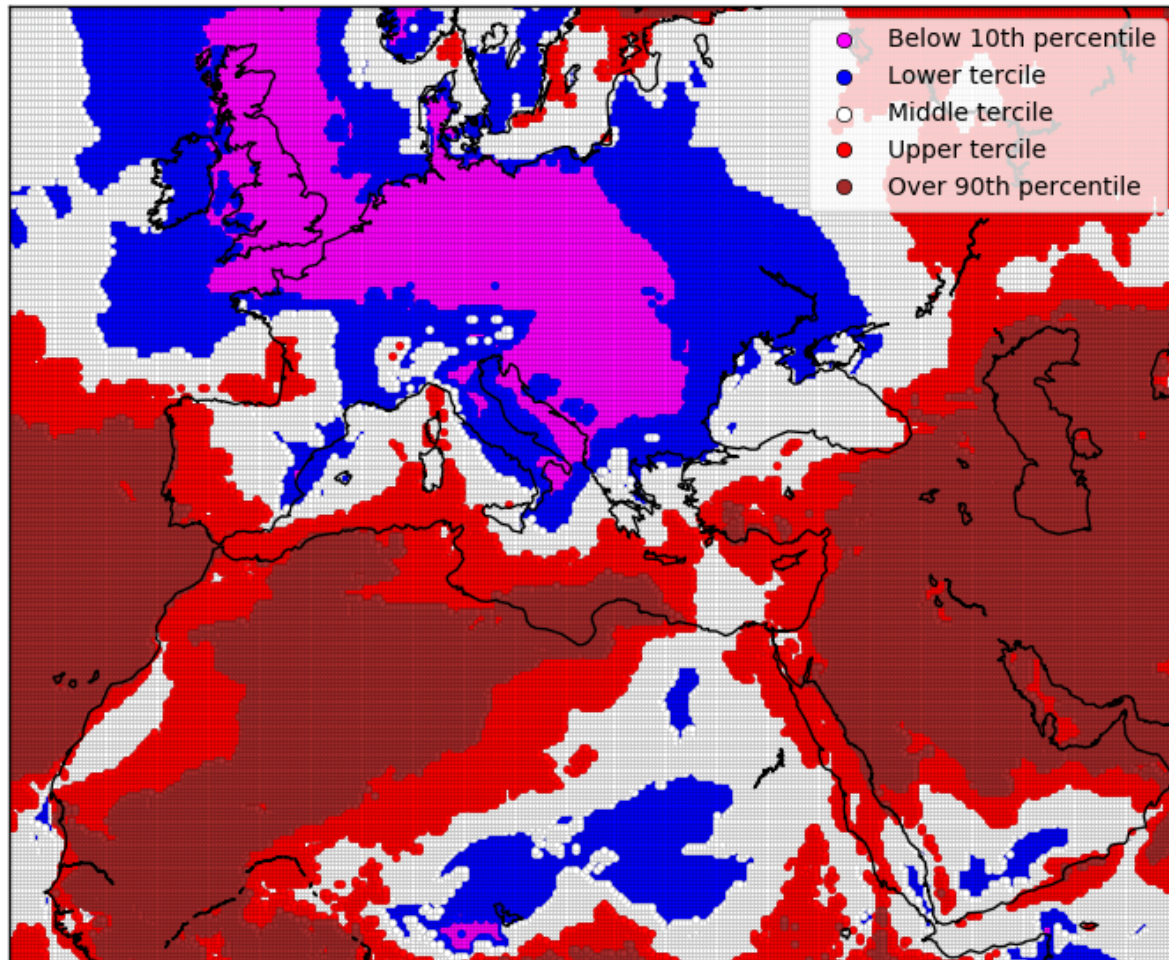 Below 10th percentile
Lower tercile
Middle tercile
Upper tercile
Over 90th percentile